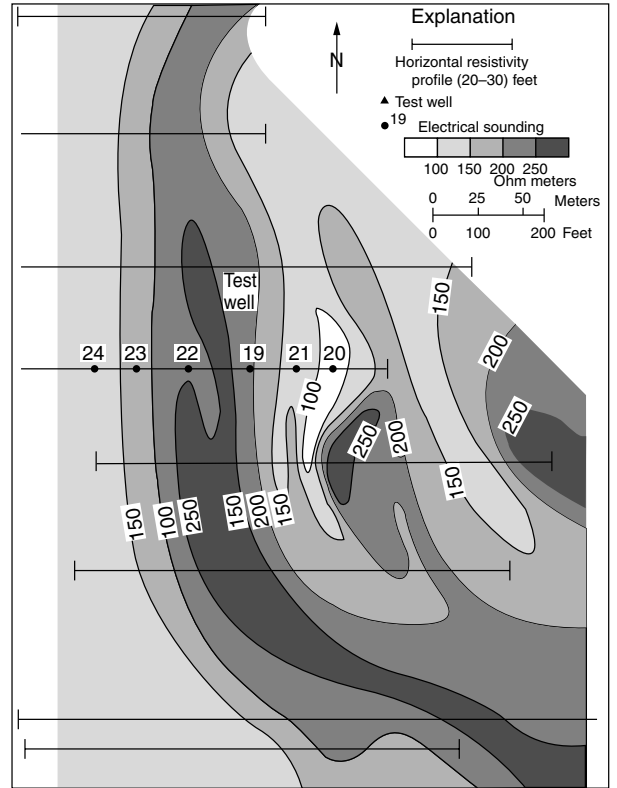 Explanation
N
Horizontal resistivity
profile (20–30) feet
Test well
19
Electrical sounding
100 150 200 250
Ohm meters
0 25 50 Meters
0 100 200 Feet
150
Test
well
200
24 23 22 19 21 20
100
250
250
200
150
150 100 250 150 200 150